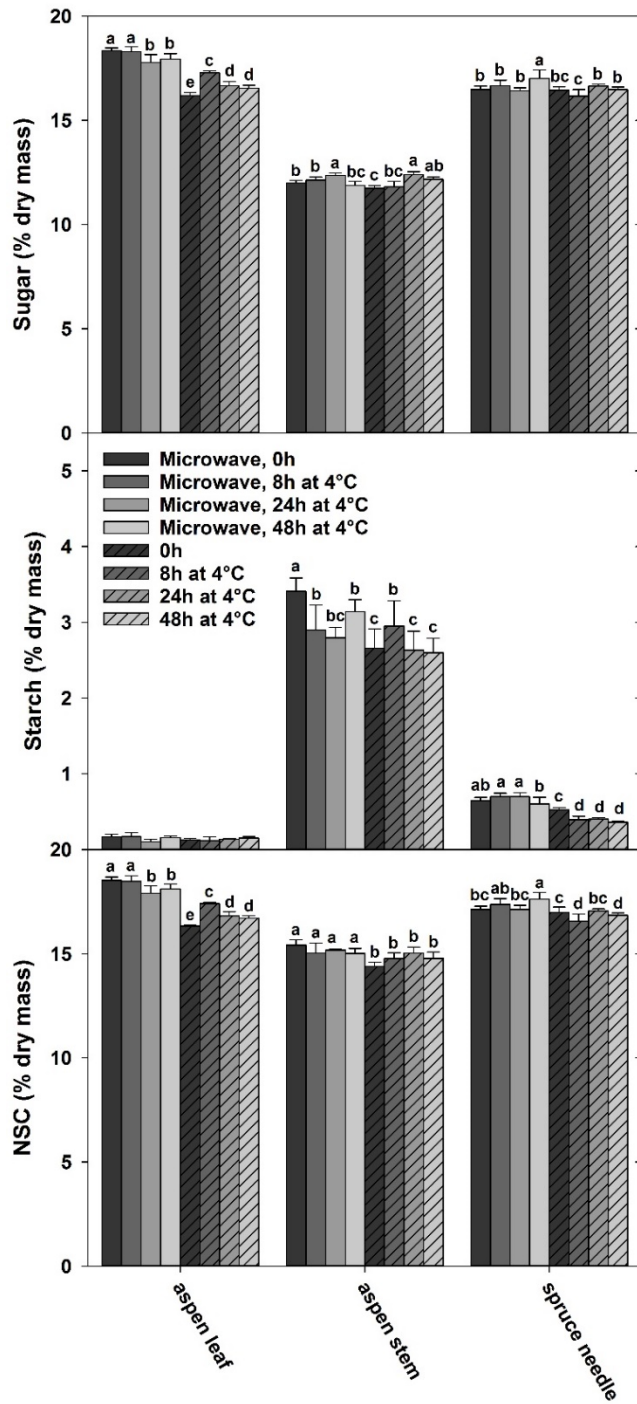 Sugar (% dry mass)
20
15
10
5
0
a a b b e c d d
b b a bc c bc a ab
b b b a bc c b b
Starch (% dry mass)
5
4
3
2
1
Microwave, 0h
Microwave, 8h at 4°C
Microwave, 24h at 4°C
Microwave, 48h at 4°C
0h
8h at 4°C
24h at 4°C
48h at 4°C
a b bc b c b c c
ab a a b c d d d
NSC (% dry mass)
20
15
10
5
0
a a b b e c d d
a a a a b b b b
bc ab bc a c d bc d
aspen leaf
aspen stem
spruce needle